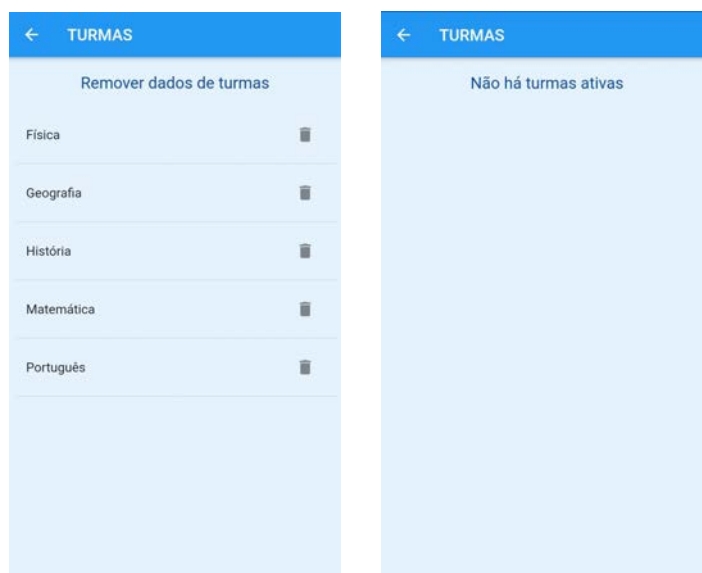 TURMAS
Remover dados de turmas
Física
Geografia
História
Matemática
Português
TURMAS
Não há turmas ativas